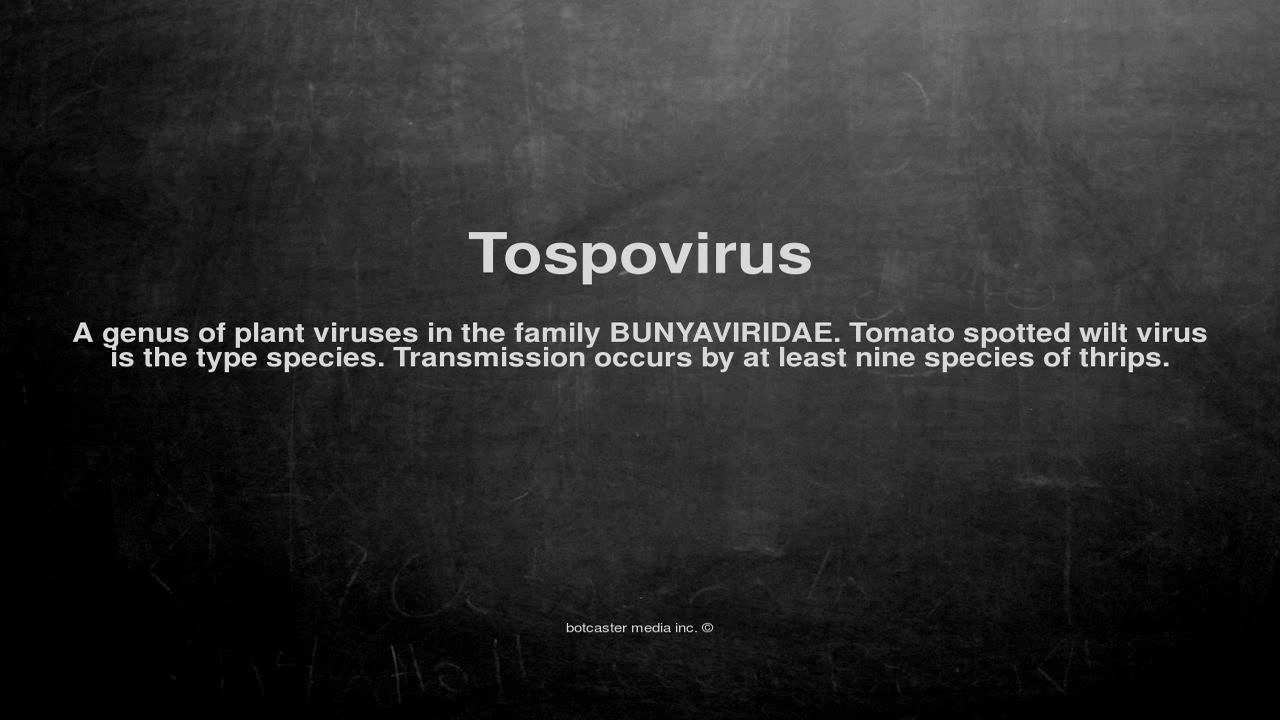 Tospovirus
A genus of plant viruses in the family BUNYAVIRIDAE. Tomato spotted wilt virus
is the type species. Transmission occurs by at least nine species of thrips.
botcaster media inc. ©